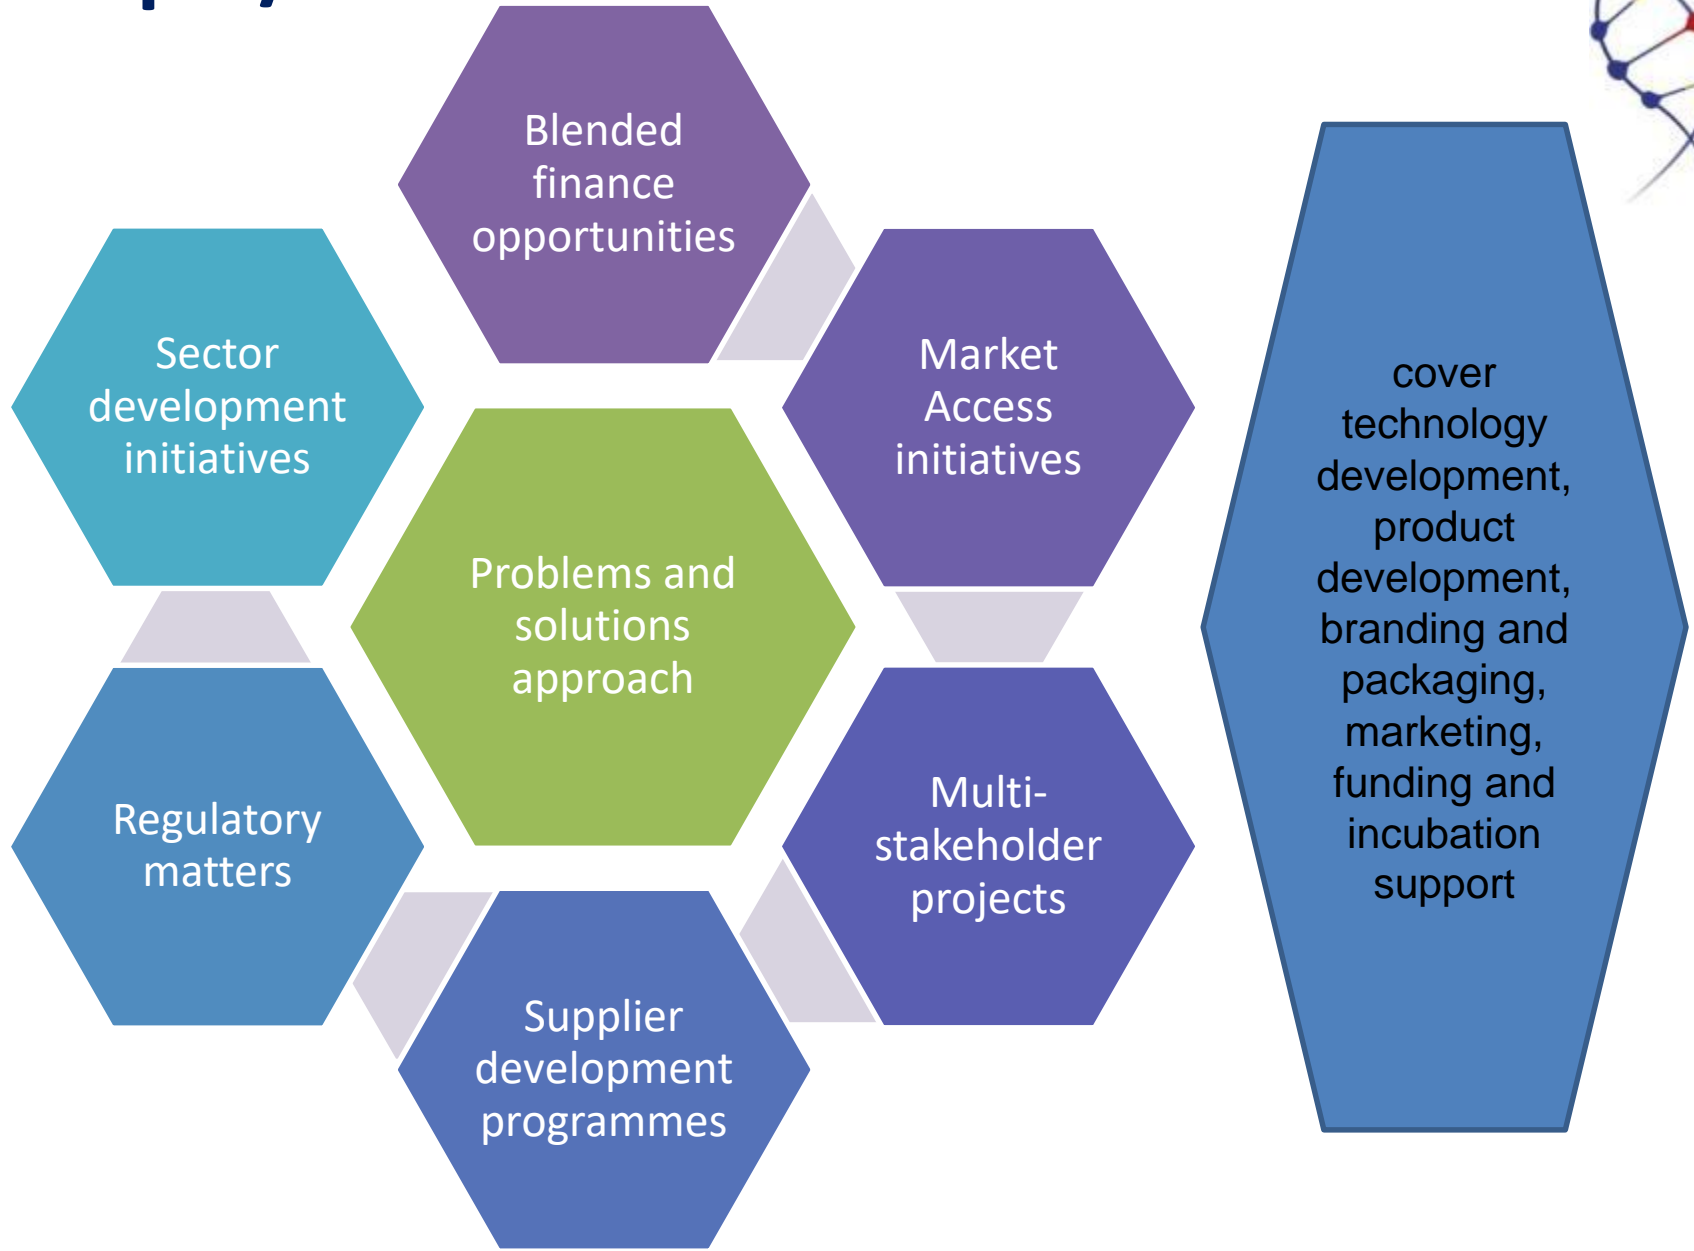 Blended
finance
opportunities
Sector
development
initiatives
Market
Access
initiatives
Problems and
solutions
approach
Regulatory
matters
Multi-
stakeholder
projects
Supplier
development
programmes
cover
technology
development,
product
development,
branding and
packaging,
marketing,
funding and
incubation
support